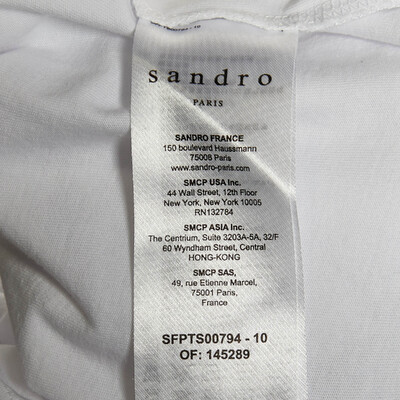 sandro
PARIS
SANDRO FRANCE
150 boulevard Haussmann
75008 Paris
www.sandro-paris.com
SMCP USA Inc.
44 Wall Street, 12th Floor
New York, New York 10005
RN132784
SMCP ASIA Inc.
The Centrium, Suite 3203A-5A, 32/F
60 Wyndham Street, Central
HONG-KONG
SMCP SAS,
49, rue Etienne Marcel,
75001 Paris,
France
SFPTS00794 - 10
OF: 145289